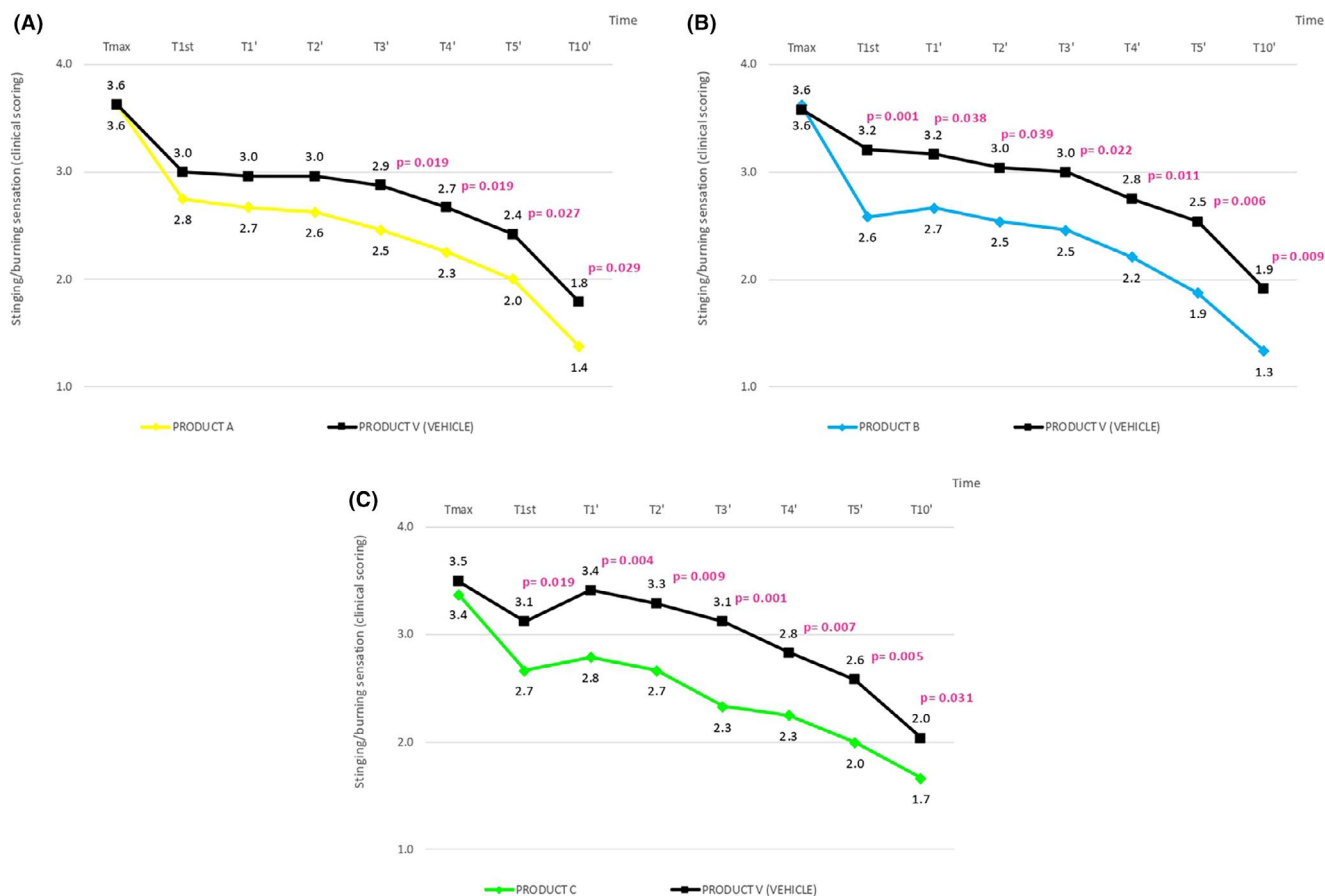 (A)
Time
Tmax T1st T1' T2' T3' T4' T5' T10'
Stinging/burning sensation (clinical scoring)
4.0
3.0
2.0
1.0
3.6 3.0 3.0 3.0 2.9 2.7 2.4 1.8
p= 0.019 p= 0.019 p= 0.027 p= 0.029
3.6 2.8 2.7 2.6 2.5 2.3 2.0 1.4
PRODUCT A PRODUCT V (VEHICLE)
(B)
Time
Tmax T1st T1' T2' T3' T4' T5' T10'
Stinging/burning sensation (clinical scoring)
4.0
3.0
2.0
1.0
3.6 3.2 3.2 3.0 3.0 2.8 2.5 1.9
p= 0.001 p= 0.038 p= 0.039 p= 0.022 p= 0.011 p= 0.006 p= 0.009
3.6 2.6 2.7 2.5 2.5 2.2 1.9 1.3
PRODUCT B PRODUCT V (VEHICLE)
(C)
Time
Tmax T1st T1' T2' T3' T4' T5' T10'
Stinging/burning sensation (clinical scoring)
4.0
3.0
2.0
1.0
3.5 3.1 3.4 3.3 3.1 2.8 2.6 2.0
p= 0.019 p= 0.004 p= 0.009 p= 0.001 p= 0.007 p= 0.005 p= 0.031
3.4 2.7 2.8 2.7 2.3 2.3 2.0 1.7
PRODUCT C PRODUCT V (VEHICLE)